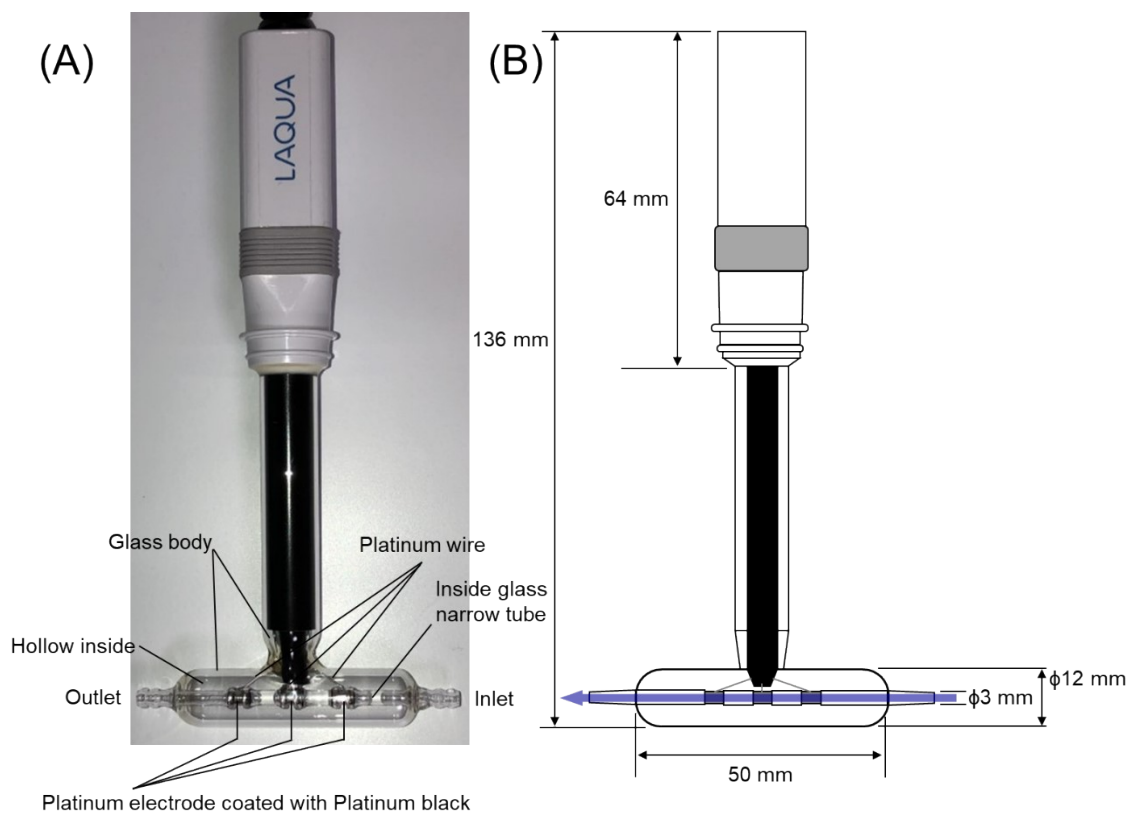 (A)
LAQUA
(B)
64 mm
136 mm
Glass body
Platinum wire
Inside glass
narrow tube
Hollow inside
Outlet
Inlet
Platinum electrode coated with Platinum black
ϕ12 mm
ϕ3 mm
50 mm